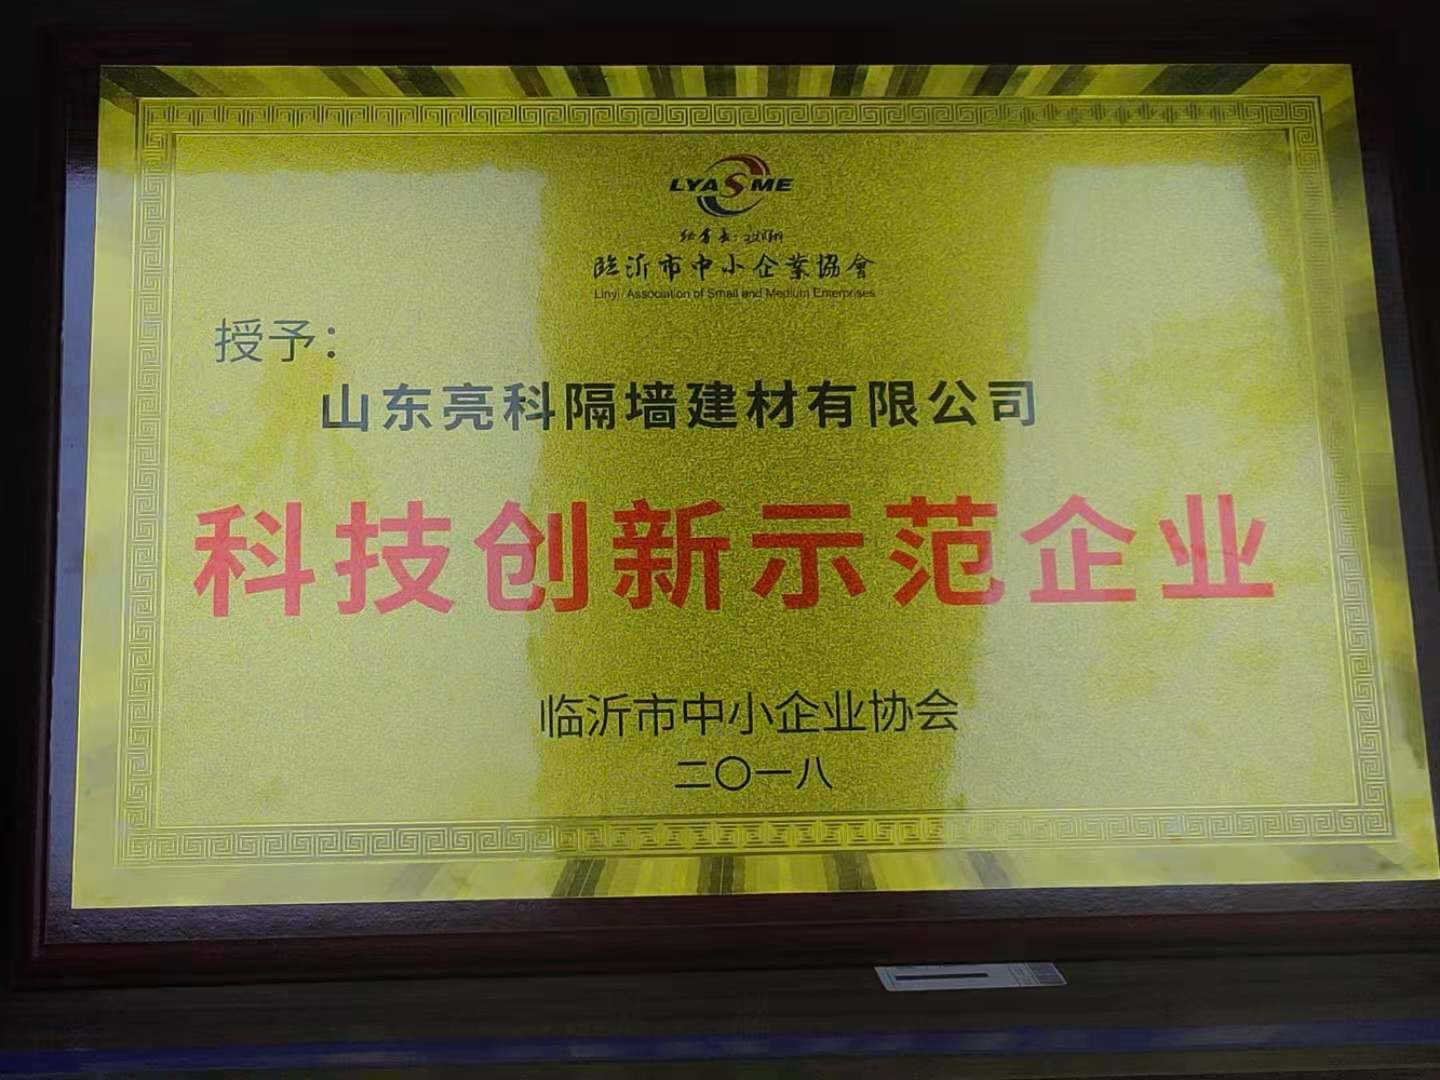 LYASME
臨沂市中小企業協會
Linyi Association of Small and Medium Enterprises
授予：
山东亮科隔墙建材有限公司
科技创新示范企业
临沂市中小企业协会
二〇一八